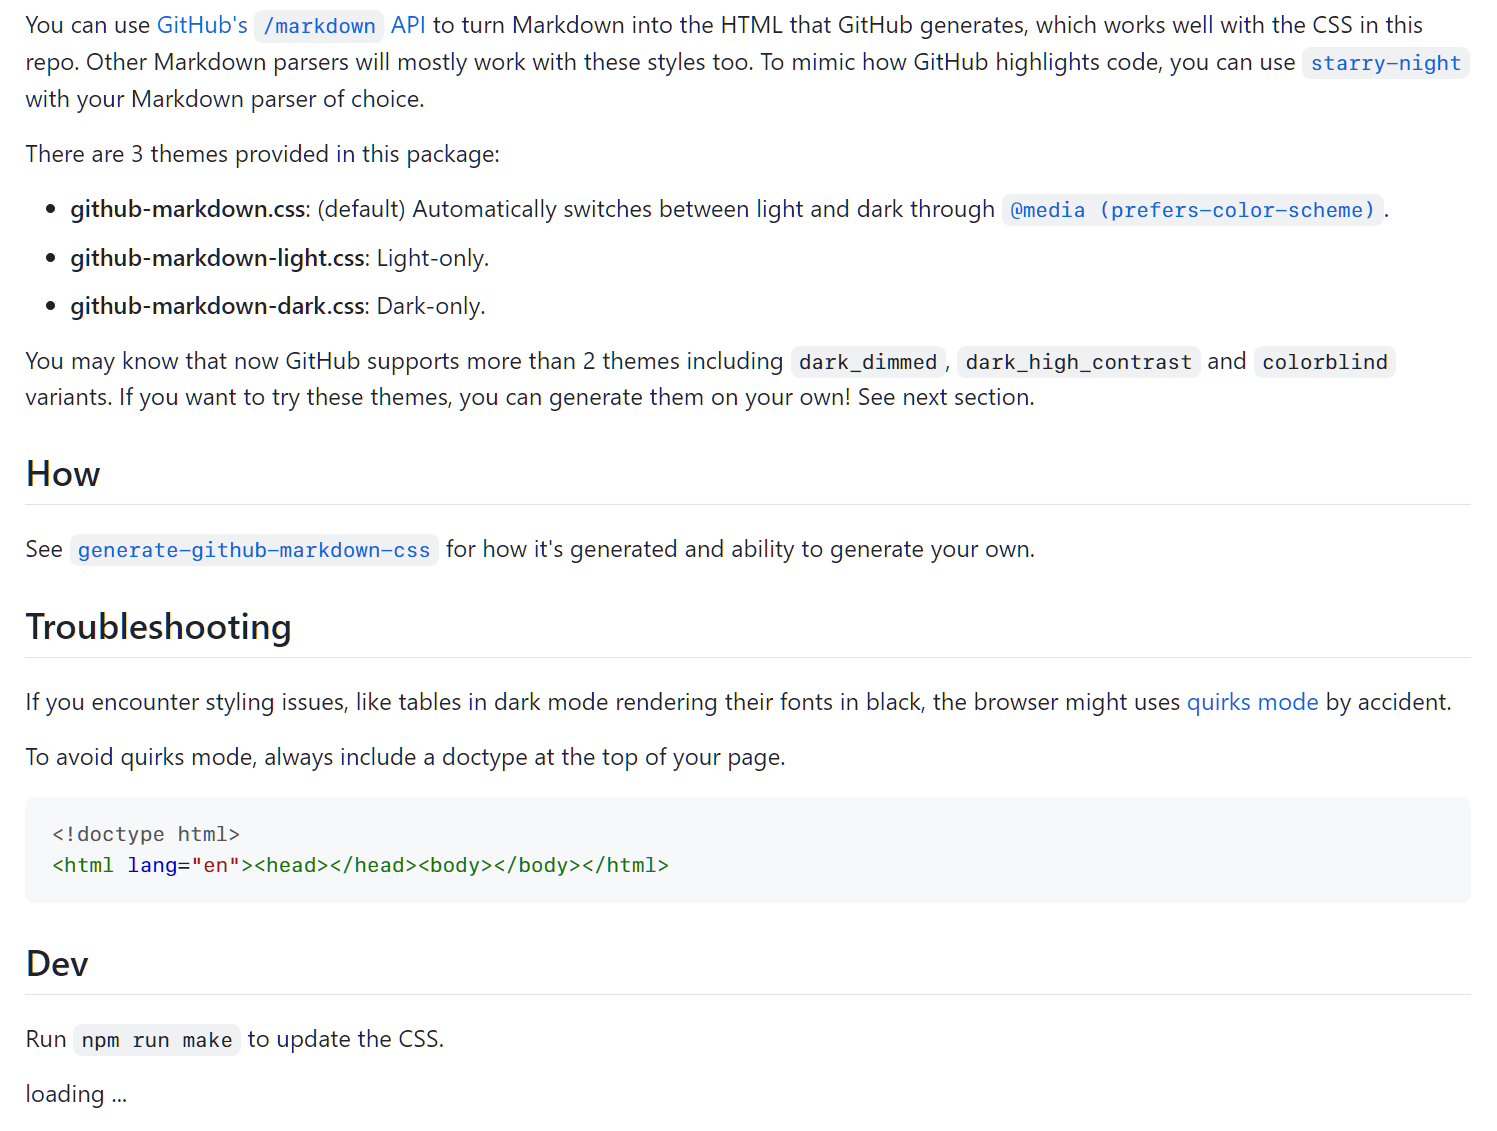 You can use GitHub's /markdown API to turn Markdown into the HTML that GitHub generates, which works well with the CSS in this
repo. Other Markdown parsers will mostly work with these styles too. To mimic how GitHub highlights code, you can use starry-night
with your Markdown parser of choice.
There are 3 themes provided in this package:
github-markdown.css: (default) Automatically switches between light and dark through @media (prefers-color-scheme).
github-markdown-light.css: Light-only.
github-markdown-dark.css: Dark-only.
You may know that now GitHub supports more than 2 themes including dark_dimmed, dark_high_contrast and colorblind
variants. If you want to try these themes, you can generate them on your own! See next section.
How
See generate-github-markdown-css for how it's generated and ability to generate your own.
Troubleshooting
If you encounter styling issues, like tables in dark mode rendering their fonts in black, the browser might uses quirks mode by accident.
To avoid quirks mode, always include a doctype at the top of your page.
<!doctype html>
<html lang="en"><head></head><body></body></html>
Dev
Run npm run make to update the CSS.
loading ...